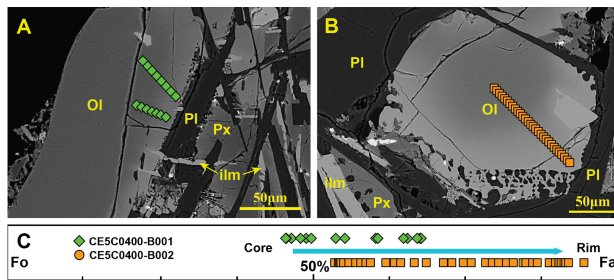 A
Ol
Pl
Px
ilm
50μm
B
Pl
Ol
Pl
ilm
Px
50μm
C
CE5C0400-B001
CE5C0400-B002
Core
Rim
Fo
50%
Fa